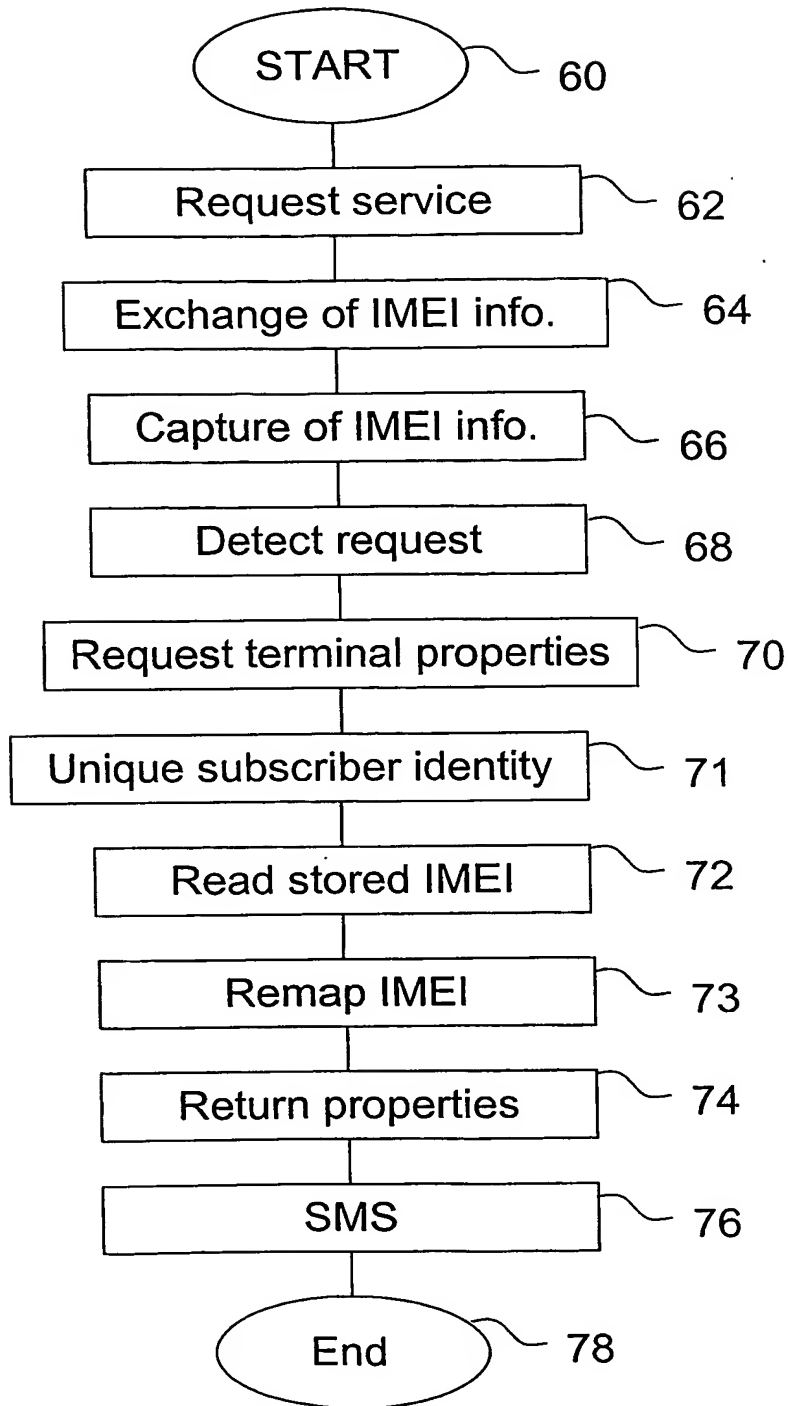 START 60
Request service 62
Exchange of IMEI info. 64
Capture of IMEI info. 66
Detect request 68
Request terminal properties 70
Unique subscriber identity 71
Read stored IMEI 72
Remap IMEI 73
Return properties 74
SMS 76
End 78